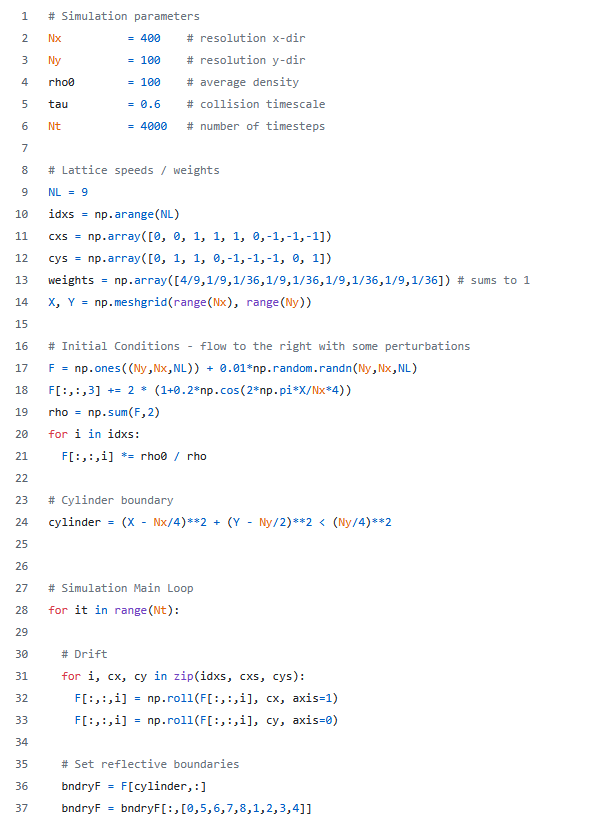 1 # Simulation parameters
2 Nx          = 400    # resolution x-dir
3 Ny          = 100    # resolution y-dir
4 rho0        = 100    # average density
5 tau         = 0.6    # collision timescale
6 Nt          = 4000   # number of timesteps
7
8 # Lattice speeds / weights
9 NL = 9
10 idxs = np.arange(NL)
11 cxs = np.array([0, 0, 1, 1, 1, 0,-1,-1,-1])
12 cys = np.array([0, 1, 1, 0,-1,-1,-1, 0, 1])
13 weights = np.array([4/9,1/9,1/36,1/9,1/36,1/9,1/36,1/9,1/36]) # sums to 1
14 X, Y = np.meshgrid(range(Nx), range(Ny))
15
16 # Initial Conditions - flow to the right with some perturbations
17 F = np.ones((Ny,Nx,NL)) + 0.01*np.random.randn(Ny,Nx,NL)
18 F[:,:,3] += 2 * (1+0.2*np.cos(2*np.pi*X/Nx*4))
19 rho = np.sum(F,2)
20 for i in idxs:
21   F[:,:,i] *= rho0 / rho
22
23 # Cylinder boundary
24 cylinder = (X - Nx/4)**2 + (Y - Ny/2)**2 < (Ny/4)**2
25
26
27 # Simulation Main Loop
28 for it in range(Nt):
29
30   # Drift
31   for i, cx, cy in zip(idxs, cxs, cys):
32     F[:,:,i] = np.roll(F[:,:,i], cx, axis=1)
33     F[:,:,i] = np.roll(F[:,:,i], cy, axis=0)
34
35   # Set reflective boundaries
36   bndryF = F[cylinder,:]
37   bndryF = bndryF[:,[0,5,6,7,8,1,2,3,4]]